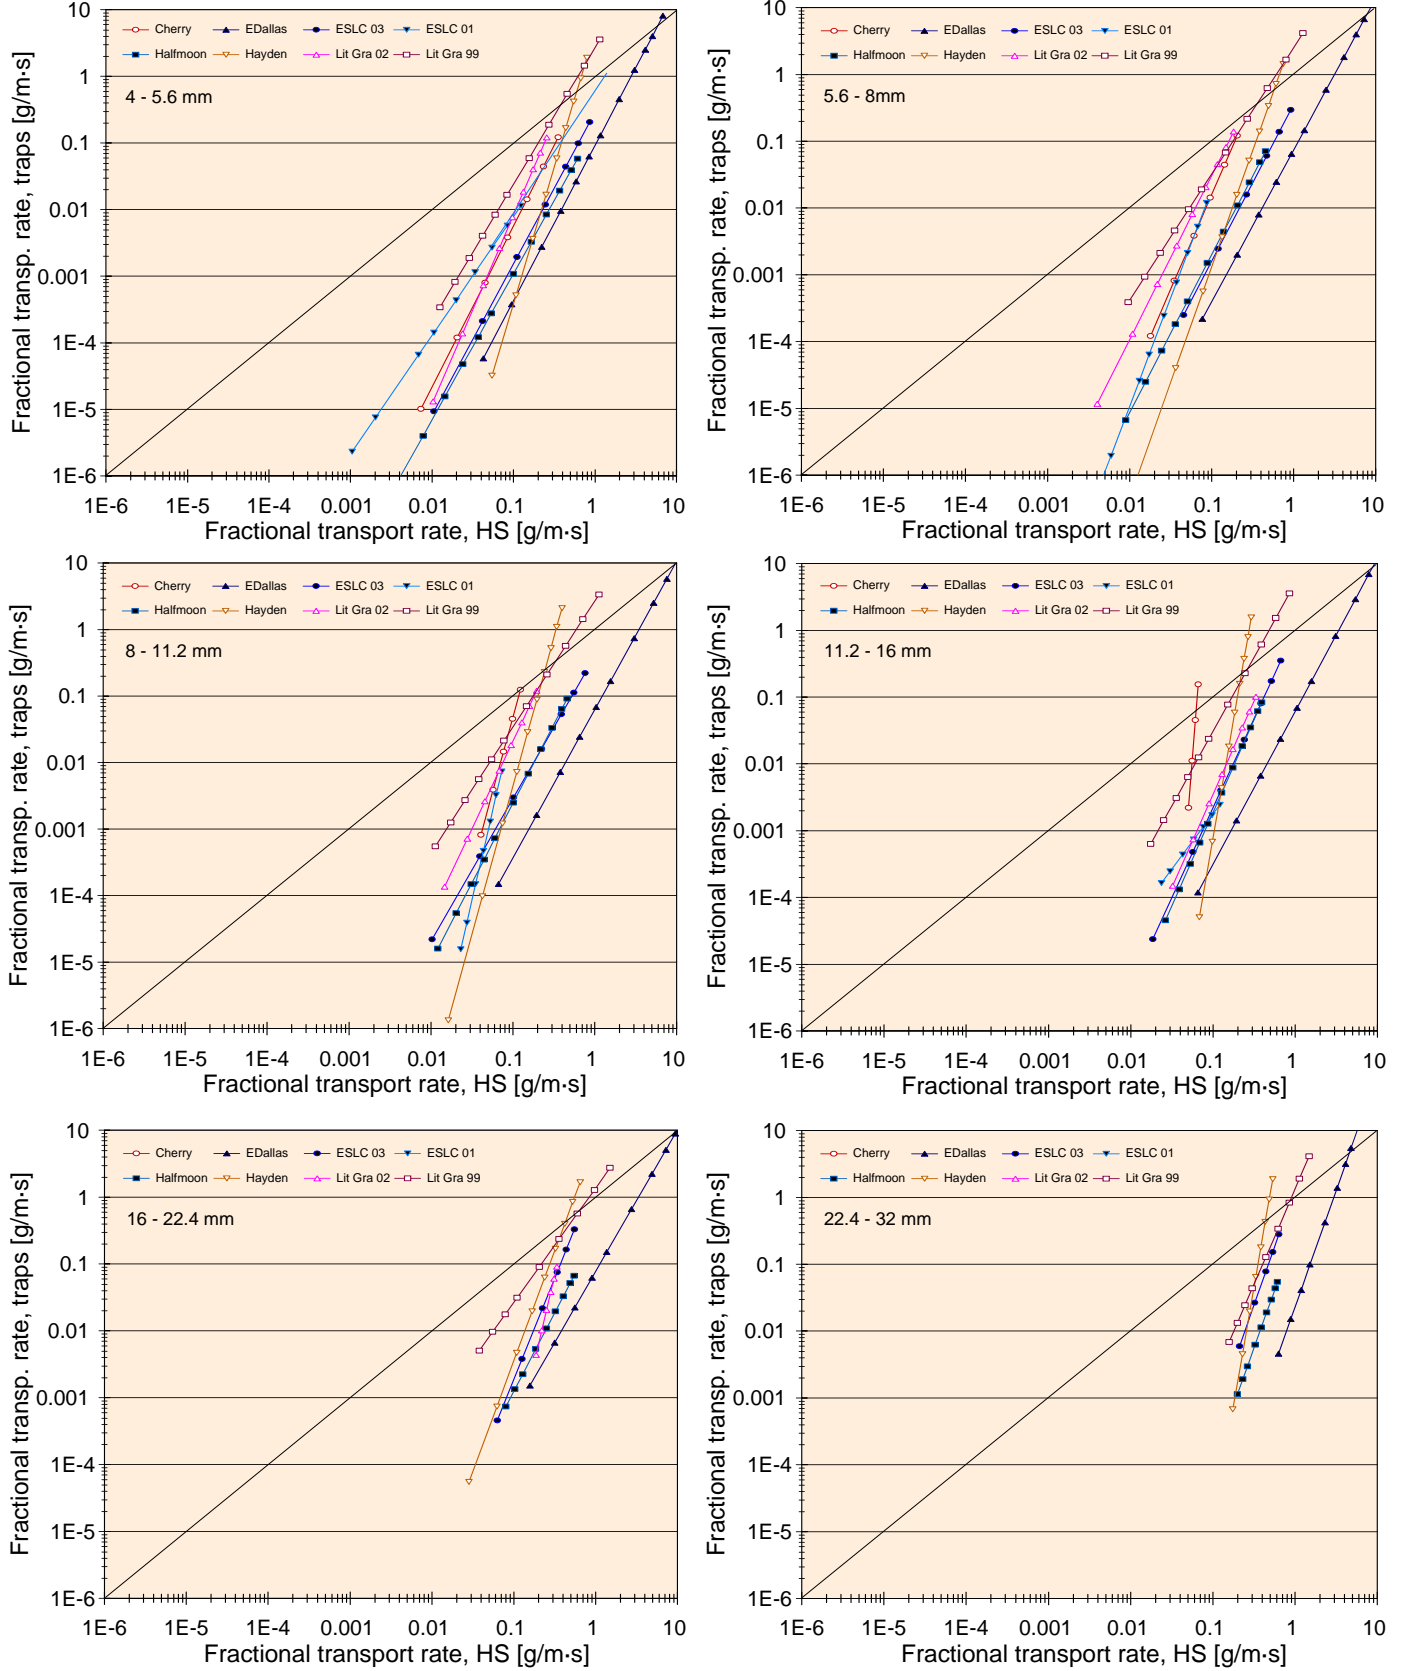 Fractional transp. rate, traps [g/m·s]
10
1
0.1
0.01
0.001
1E-4
1E-5
1E-6
Cherry EDallas ESLC 03 ESLC 01
Halfmoon Hayden Lit Gra 02 Lit Gra 99
4 - 5.6 mm
1E-6 1E-5 1E-4 0.001 0.01 0.1 1 10
Fractional transport rate, HS [g/m·s]
Fractional transp. rate, traps [g/m·s]
10
1
0.1
0.01
0.001
1E-4
1E-5
1E-6
Cherry EDallas ESLC 03 ESLC 01
Halfmoon Hayden Lit Gra 02 Lit Gra 99
5.6 - 8mm
1E-6 1E-5 1E-4 0.001 0.01 0.1 1 10
Fractional transport rate, HS [g/m·s]
Fractional transp. rate, traps [g/m·s]
10
1
0.1
0.01
0.001
1E-4
1E-5
1E-6
Cherry EDallas ESLC 03 ESLC 01
Halfmoon Hayden Lit Gra 02 Lit Gra 99
8 - 11.2 mm
1E-6 1E-5 1E-4 0.001 0.01 0.1 1 10
Fractional transport rate, HS [g/m·s]
Fractional transp. rate, traps [g/m·s]
10
1
0.1
0.01
0.001
1E-4
1E-5
1E-6
Cherry EDallas ESLC 03 ESLC 01
Halfmoon Hayden Lit Gra 02 Lit Gra 99
11.2 - 16 mm
1E-6 1E-5 1E-4 0.001 0.01 0.1 1 10
Fractional transport rate, HS [g/m·s]
Fractional transp. rate, traps [g/m·s]
10
1
0.1
0.01
0.001
1E-4
1E-5
1E-6
Cherry EDallas ESLC 03 ESLC 01
Halfmoon Hayden Lit Gra 02 Lit Gra 99
16 - 22.4 mm
1E-6 1E-5 1E-4 0.001 0.01 0.1 1 10
Fractional transport rate, HS [g/m·s]
Fractional transp. rate, traps [g/m·s]
10
1
0.1
0.01
0.001
1E-4
1E-5
1E-6
Cherry EDallas ESLC 03 ESLC 01
Halfmoon Hayden Lit Gra 02 Lit Gra 99
22.4 - 32 mm
1E-6 1E-5 1E-4 0.001 0.01 0.1 1 10
Fractional transport rate, HS [g/m·s]